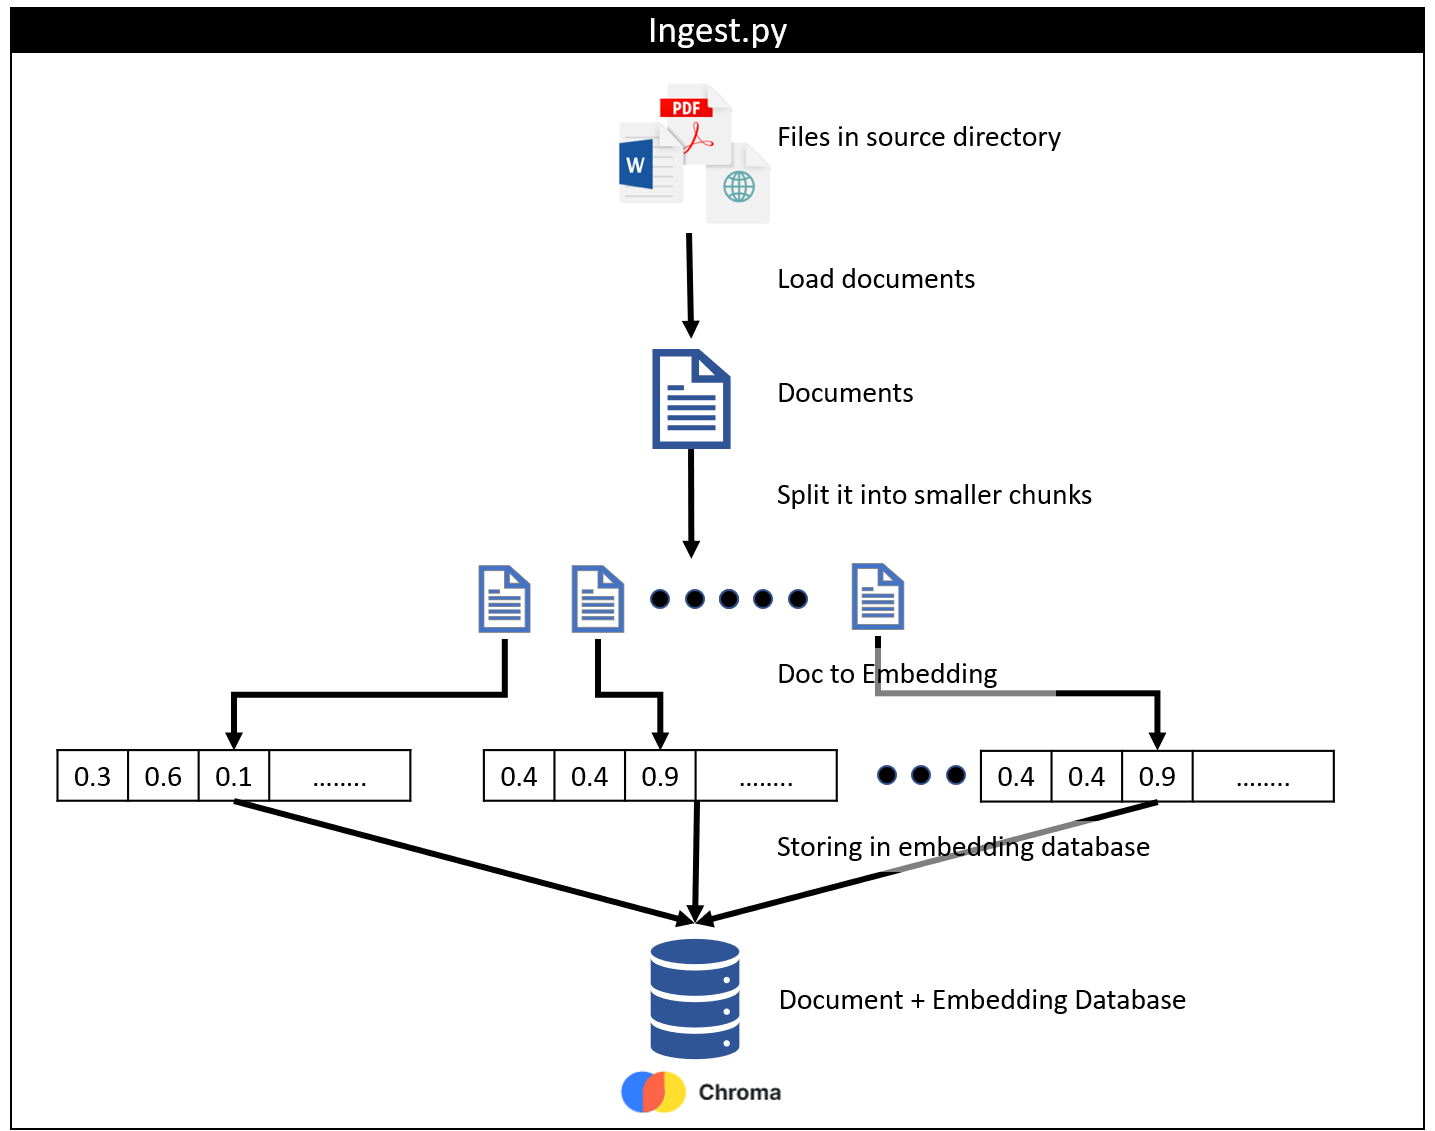 Ingest.py
PDF
W
Files in source directory
Load documents
Documents
Split it into smaller chunks
Doc to Embedding
0.3 0.6 0.1 ........ 0.4 0.4 0.9 ........ 0.4 0.4 0.9 ........
Storing in embedding database
Document + Embedding Database
Chroma